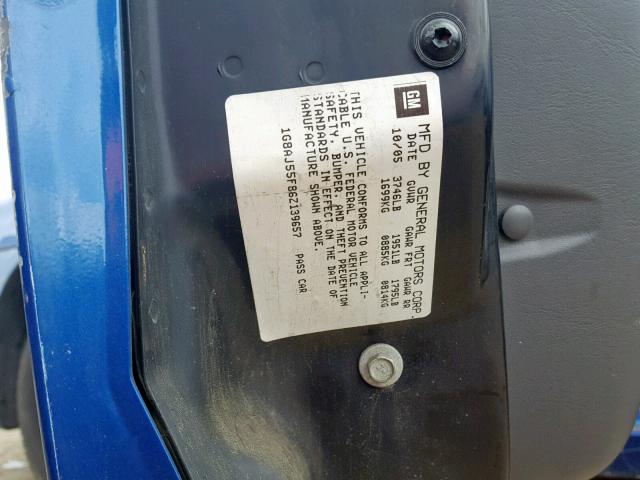 GM
MFD BY GENERAL MOTORS CORP.
DATE GVWR GAWR FRT GAWR RR
10/05 3746LB 1951LB 1795LB
1699KG 0885KG 0814KG
THIS VEHICLE CONFORMS TO ALL APPLI-
CABLE U.S. FEDERAL MOTOR VEHICLE
SAFETY, BUMPER, AND THEFT PREVENTION
STANDARDS IN EFFECT ON THE DATE OF
MANUFACTURE SHOWN ABOVE.
1G8AJ55F86Z139657 PASS CAR